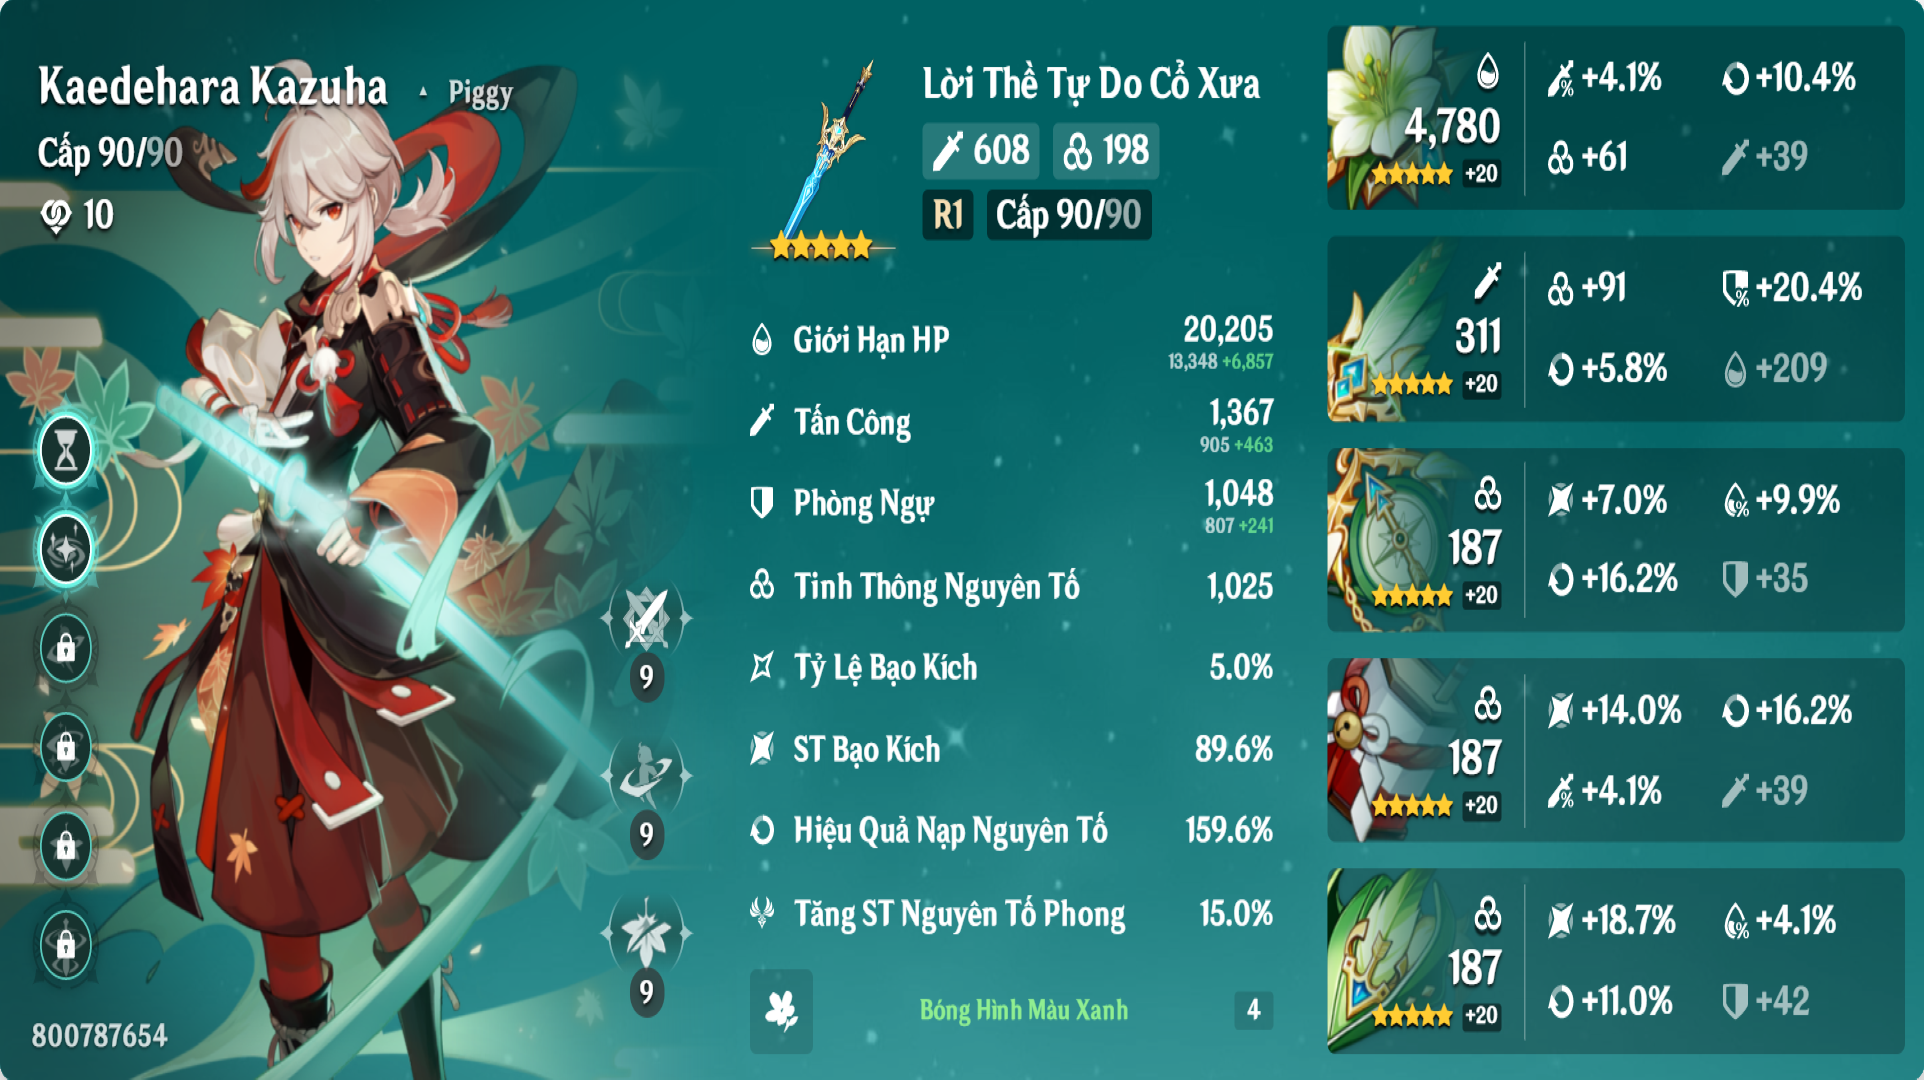 Kaedehara Kazuha
Piggy
Cấp 90/90
10
9
9
9
800787654
Lời Thề Tự Do Cổ Xưa
608 198
R1 Cấp 90/90
Giới Hạn HP 20,205
13,348 +6,857
Tấn Công 1,367
905 +463
Phòng Ngự 1,048
807 +241
Tinh Thông Nguyên Tố 1,025
Tỷ Lệ Bạo Kích 5.0%
ST Bạo Kích 89.6%
Hiệu Quả Nạp Nguyên Tố 159.6%
Tăng ST Nguyên Tố Phong 15.0%
Bóng Hình Màu Xanh 4
4,780
+20
+4.1% +10.4%
+61 +39
311
+20
+91 +20.4%
+5.8% +209
187
+20
+7.0% +9.9%
+16.2% +35
187
+20
+14.0% +16.2%
+4.1% +39
187
+20
+18.7% +4.1%
+11.0% +42